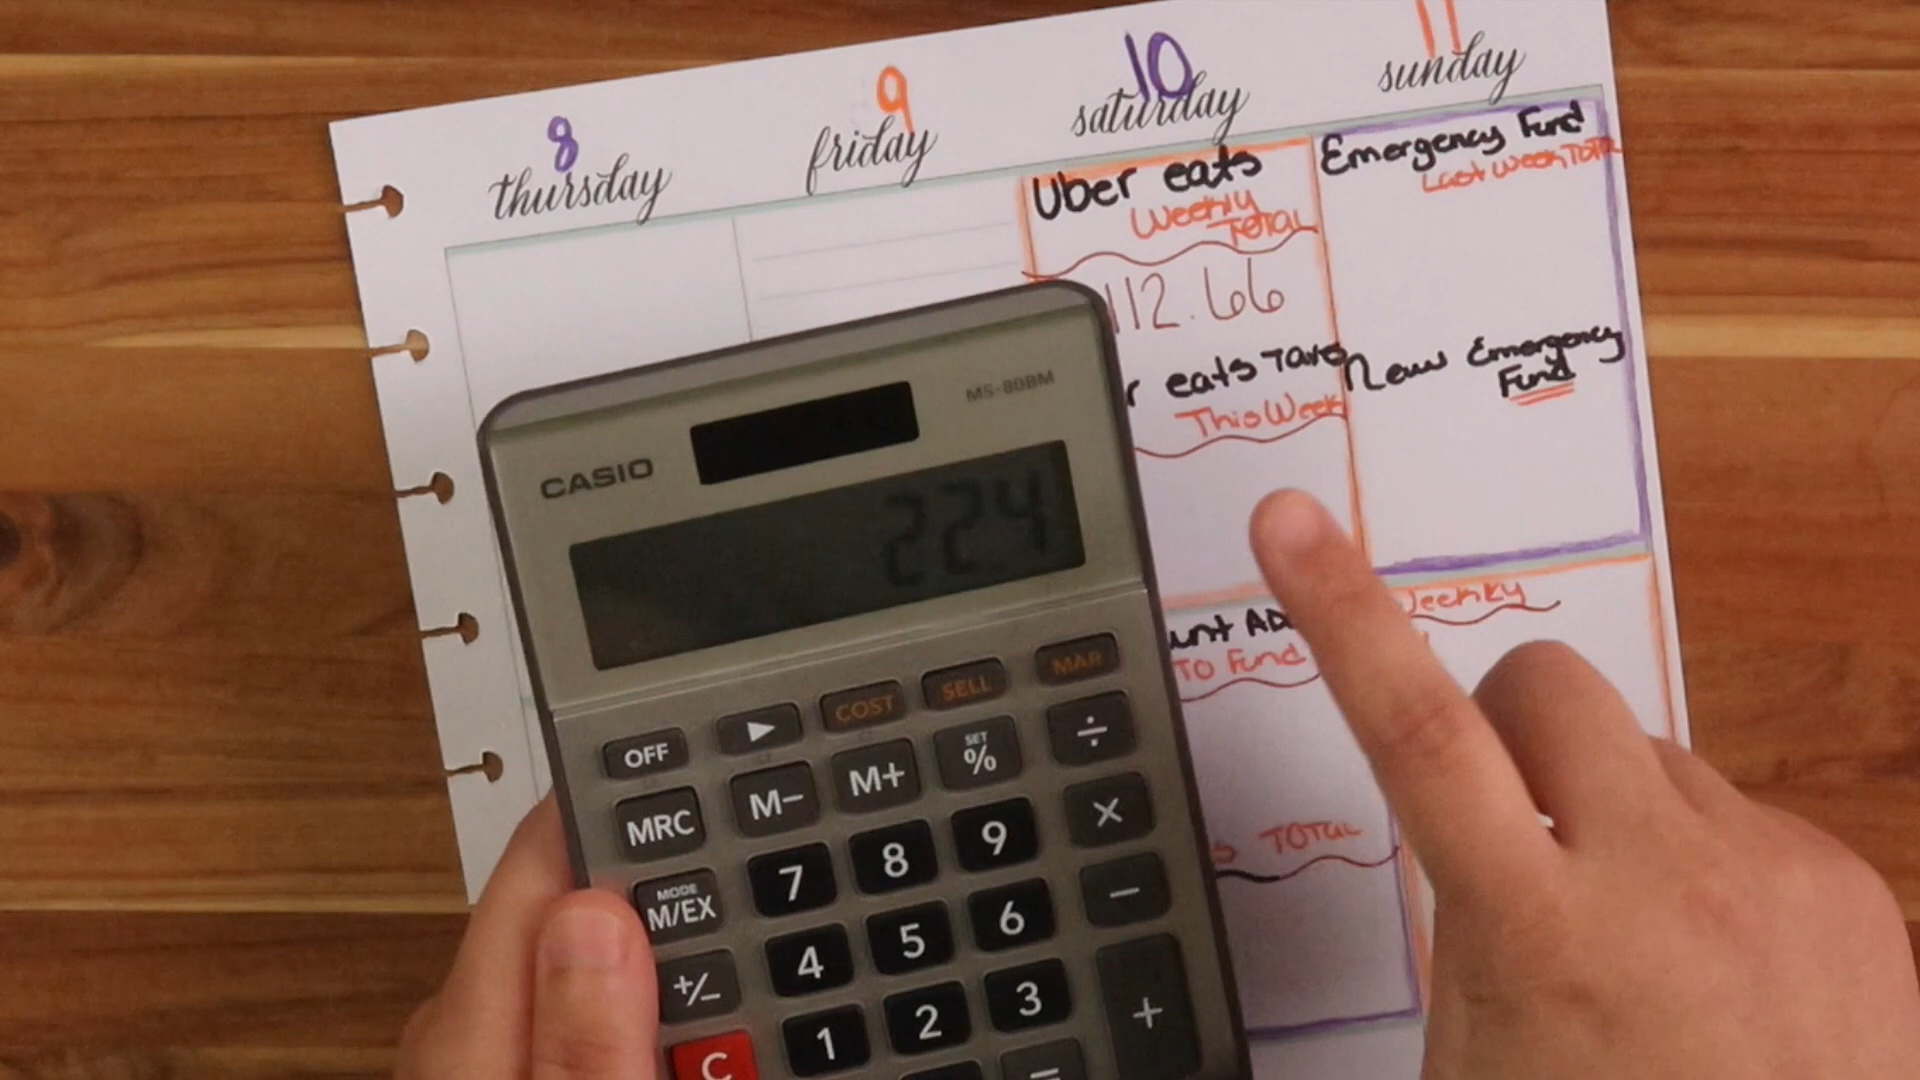 8
thursday
9
friday
10
saturday
11
sunday
Uber eats
Weekly
TOTAL
112.66
eats Taxes
This Week
Emergency Fund
Last Week Total
New Emergency
Fund
Weekly
To Fund
TOTAL
CASIO
MS-80BM
22.4
OFF
▶
COST
SELL
MAR
MRC
M−
M+
SET
%
÷
MODE
M/EX
7
8
9
×
+/−
4
5
6
−
C
1
2
3
+
=